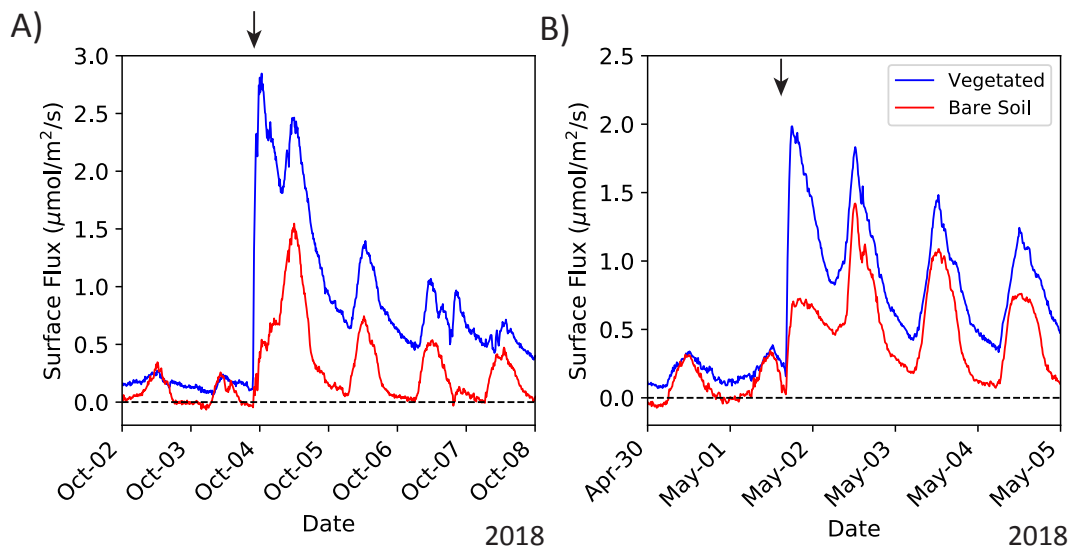 A)
B)
3.0
2.5
2.0
1.5
1.0
0.5
0.0
Surface Flux (μmol/m²/s)
Oct-02
Oct-03
Oct-04
Oct-05
Oct-06
Oct-07
Oct-08
Date
2018
2.5
2.0
1.5
1.0
0.5
0.0
Surface Flux (μmol/m²/s)
Vegetated
Bare Soil
Apr-30
May-01
May-02
May-03
May-04
May-05
Date
2018